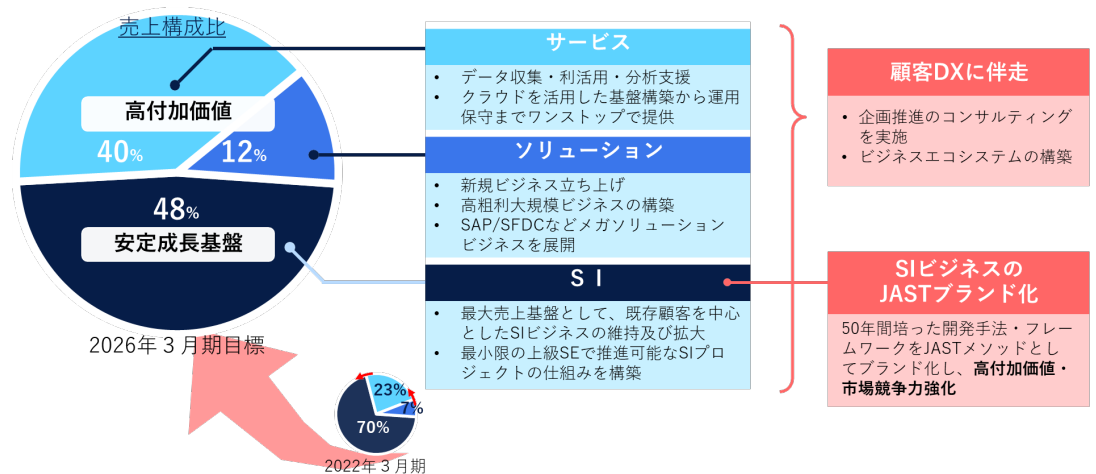 売上構成比
高付加価値
40%
12%
48%
安定成長基盤
2026年３月期目標
23%
7%
70%
2022年３月期
サービス
• データ収集・利活用・分析支援
• クラウドを活用した基盤構築から運用
保守までワンストップで提供
ソリューション
• 新規ビジネス立ち上げ
• 高粗利大規模ビジネスの構築
• SAP/SFDCなどメガソリューション
ビジネスを展開
ＳＩ
• 最大売上基盤として、既存顧客を中心
としたSIビジネスの維持及び拡大
• 最小限の上級SEで推進可能なSIプロ
ジェクトの仕組みを構築
顧客DXに伴走
• 企画推進のコンサルティング
を実施
• ビジネスエコシステムの構築
SIビジネスの
JASTブランド化
50年間培った開発手法・フレー
ムワークをJASTメソッドとし
てブランド化し、高付加価値・
市場競争力強化